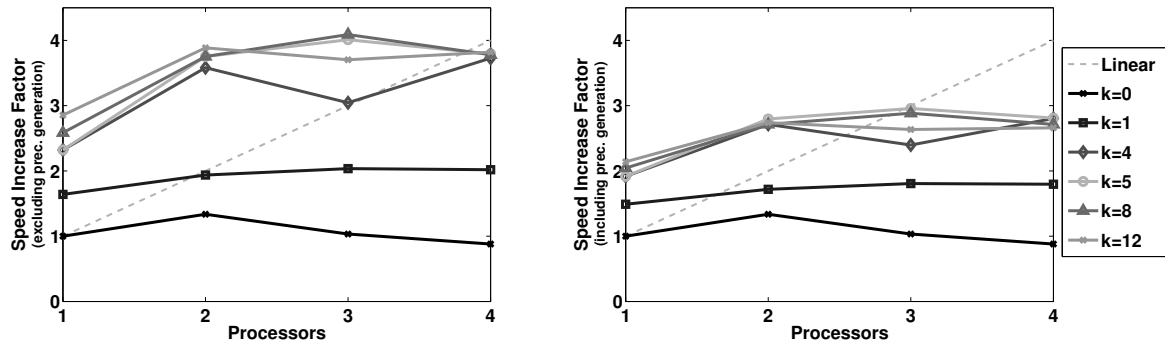 Speed Increase Factor
(excluding prec. generation)
4
3
2
1
0
1 2 3 4
Processors
Speed Increase Factor
(including prec. generation)
4
3
2
1
0
1 2 3 4
Processors
Linear
k=0
k=1
k=4
k=5
k=8
k=12